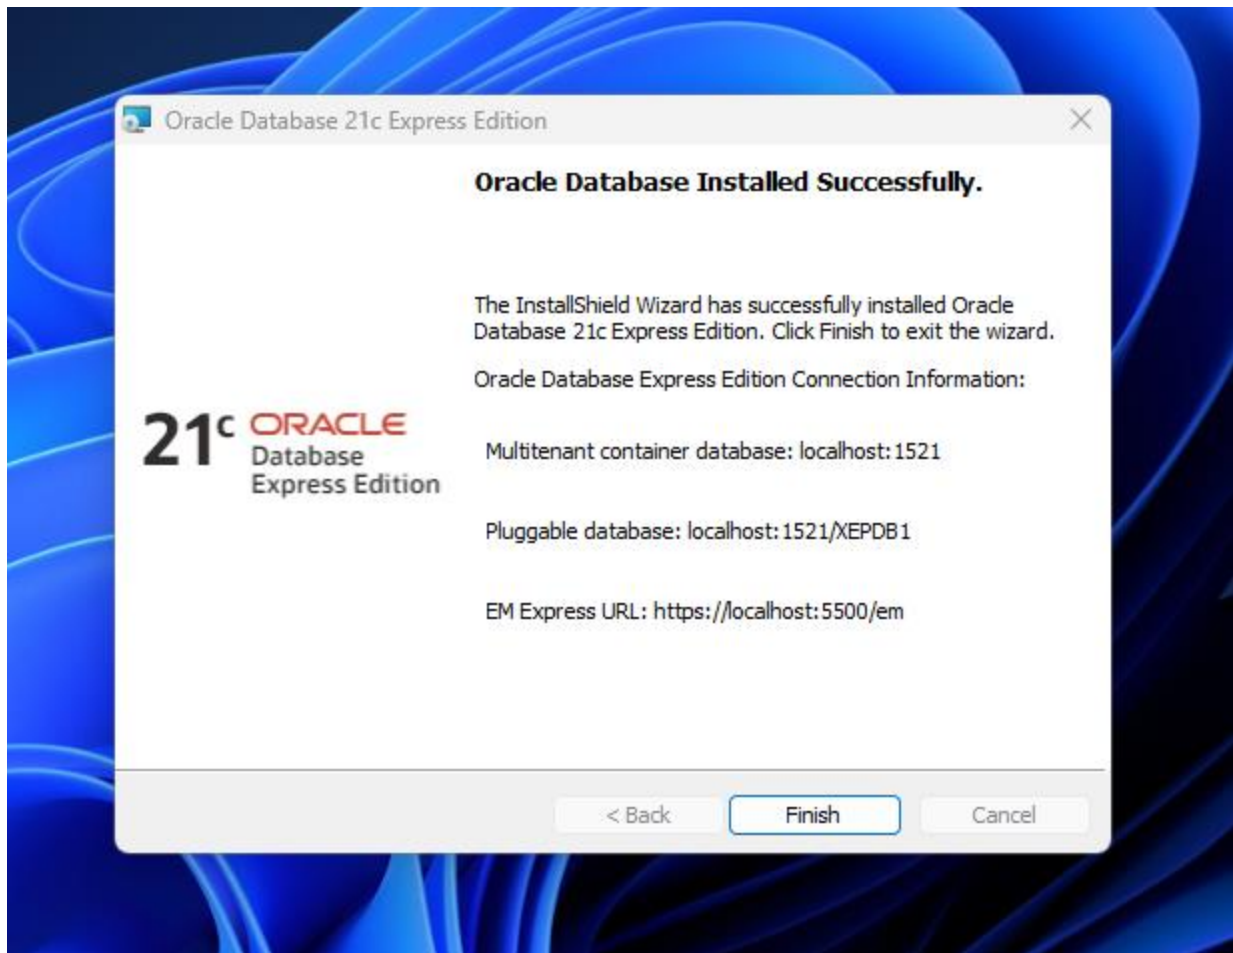 Oracle Database 21c Express Edition
Oracle Database Installed Successfully.
The InstallShield Wizard has successfully installed Oracle
Database 21c Express Edition. Click Finish to exit the wizard.
Oracle Database Express Edition Connection Information:
21c ORACLE
Database
Express Edition
Multitenant container database: localhost:1521
Pluggable database: localhost:1521/XEPDB1
EM Express URL: https://localhost:5500/em
< Back
Finish
Cancel